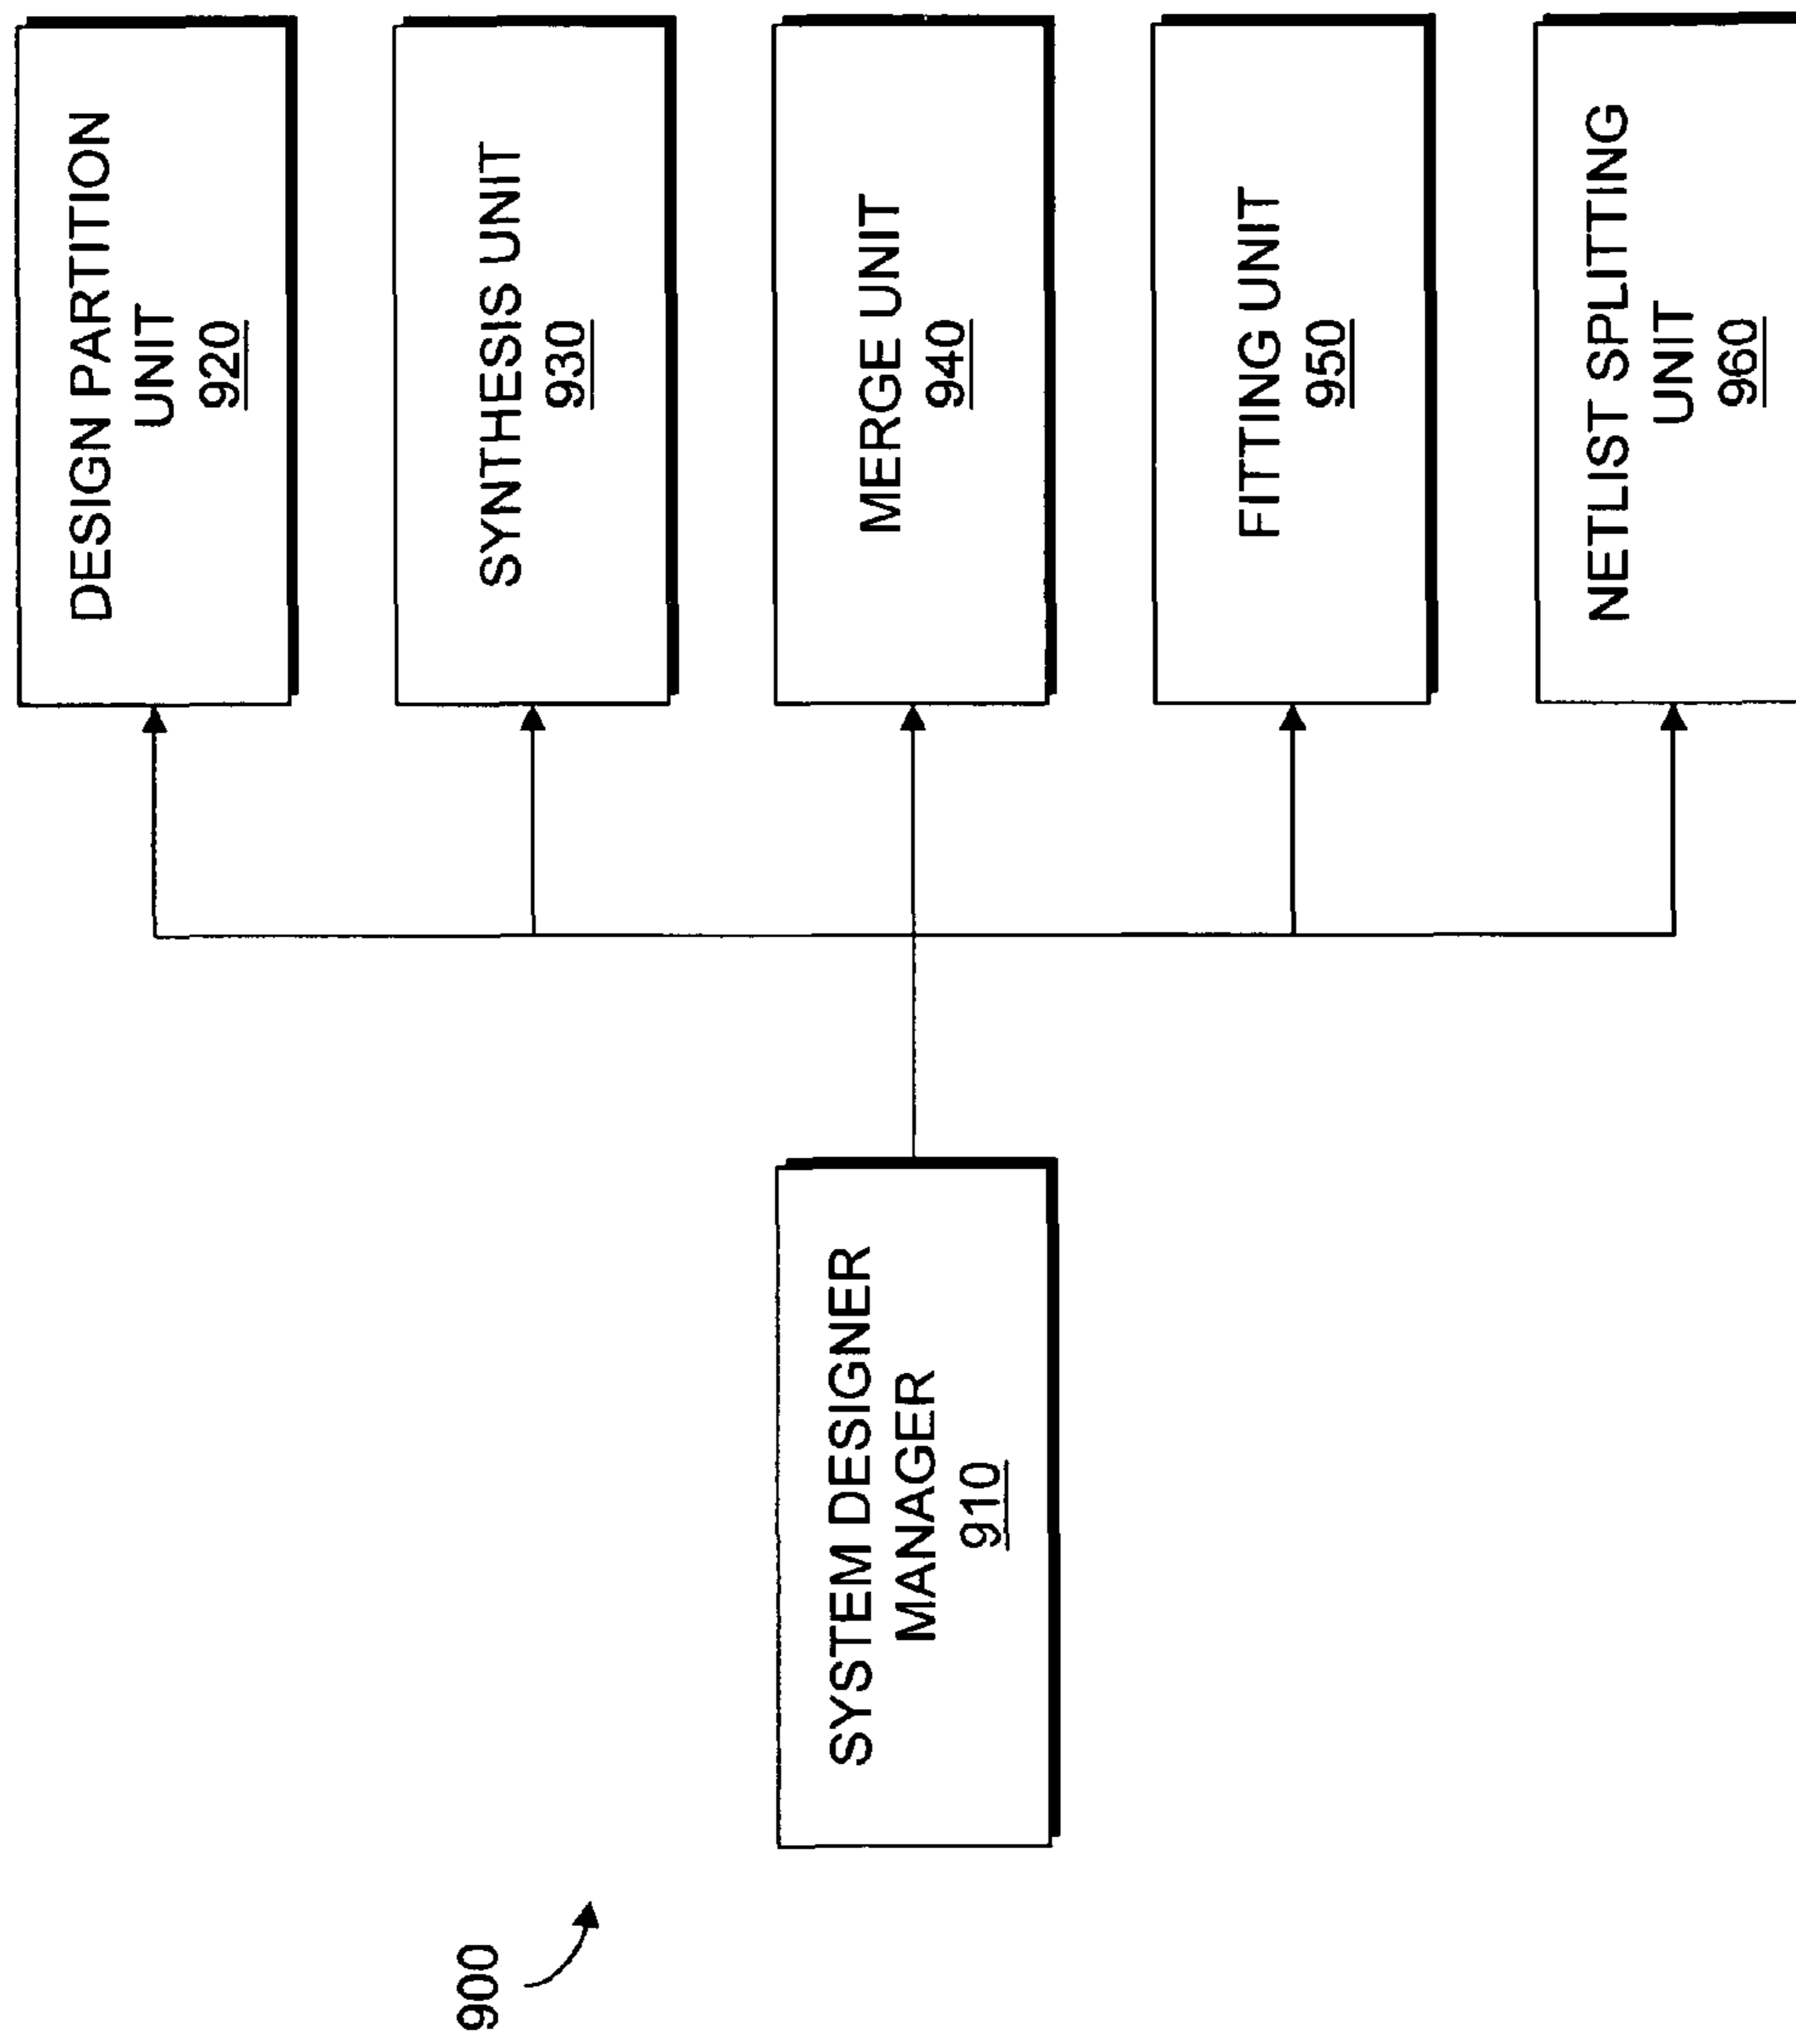 900
SYSTEM DESIGNER
MANAGER
910
DESIGN PARTITION
UNIT
920
SYNTHESIS UNIT
930
MERGE UNIT
940
FITTING UNIT
950
NETLIST SPLITTING
UNIT
960